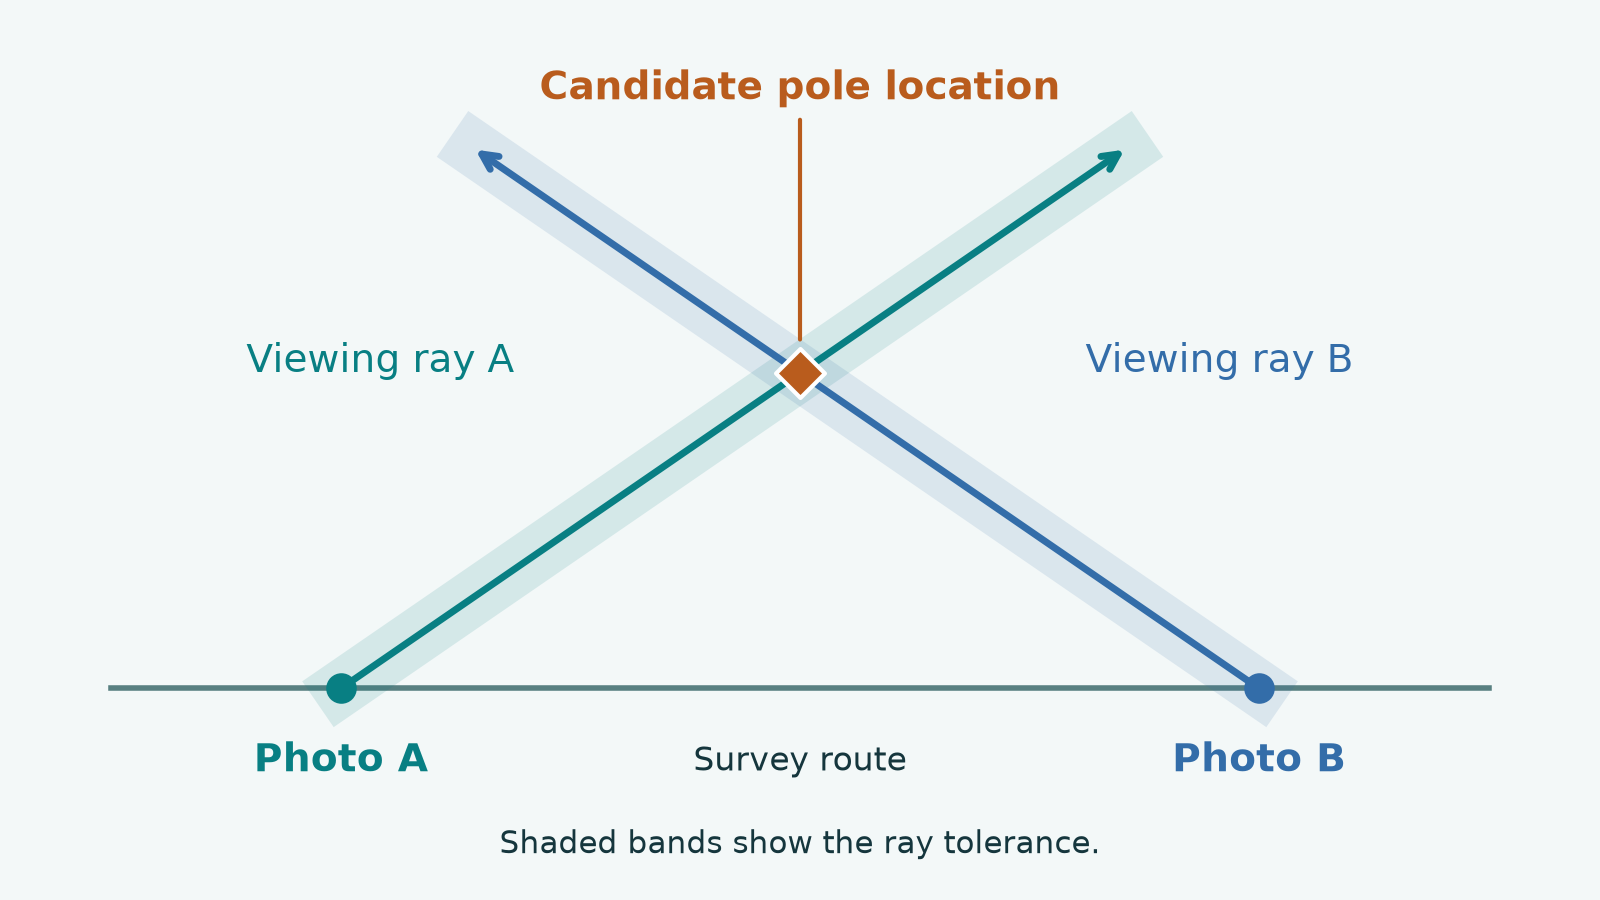 Candidate pole location
Viewing ray A
Viewing ray B
Photo A
Survey route
Photo B
Shaded bands show the ray tolerance.